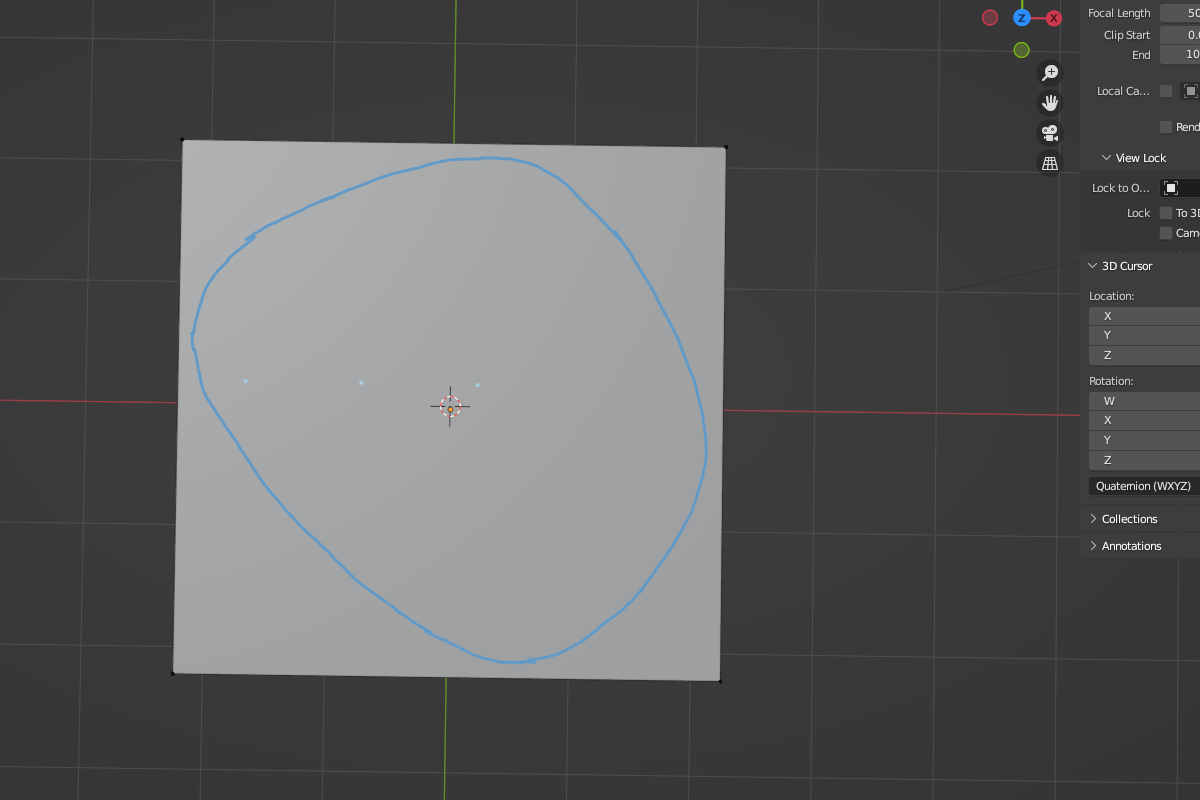 Z
X
Focal Length 50
Clip Start 0.0
End 10
Local Ca...
Rend
View Lock
Lock to O...
Lock To 3D
Came
3D Cursor
Location:
X
Y
Z
Rotation:
W
X
Y
Z
Quaternion (WXYZ)
Collections
Annotations